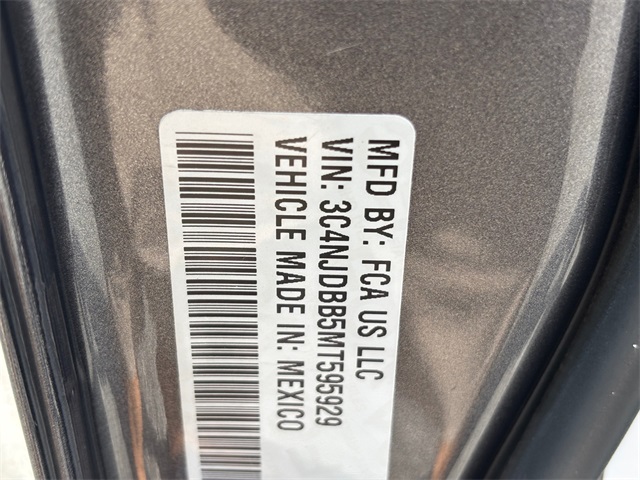 MFD BY: FCA US LLC
VIN: 3C4NJDBB5MT595929
VEHICLE MADE IN: MEXICO